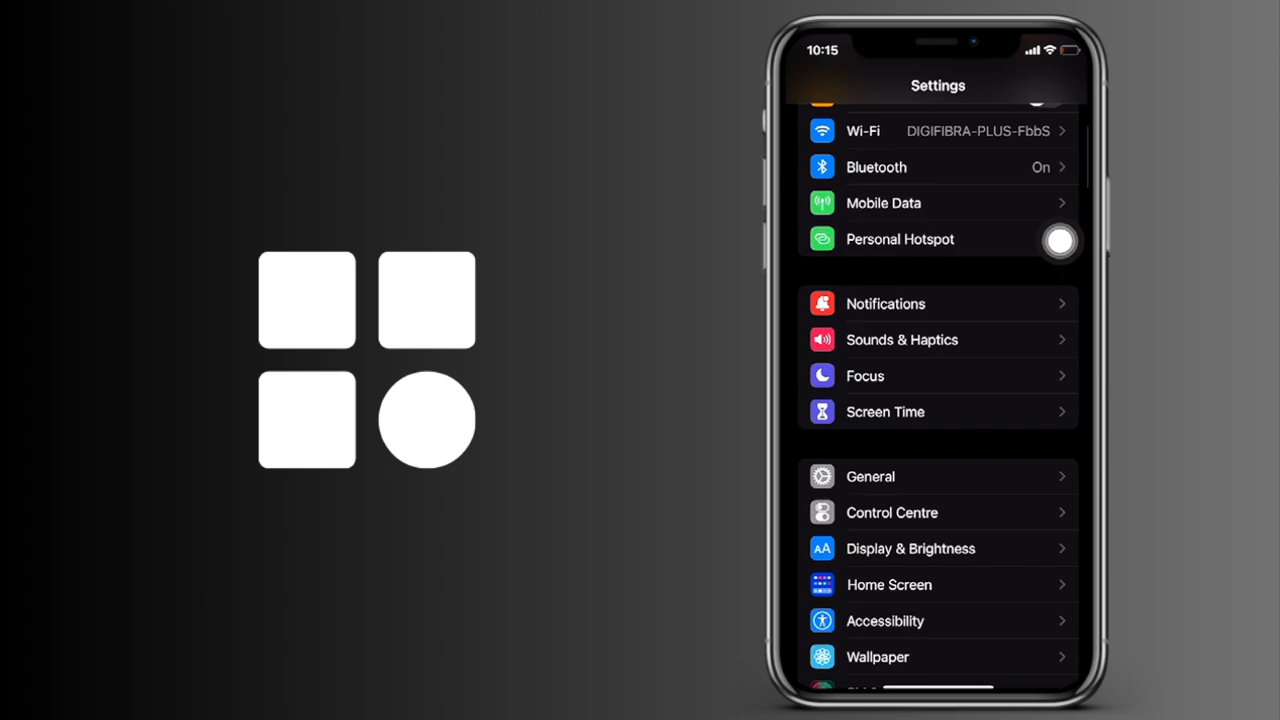 10:15
Settings
Wi-Fi DIGIFIBRA-PLUS-FbbS
Bluetooth On
Mobile Data
Personal Hotspot
Notifications
Sounds & Haptics
Focus
Screen Time
General
Control Centre
AA Display & Brightness
Home Screen
Accessibility
Wallpaper